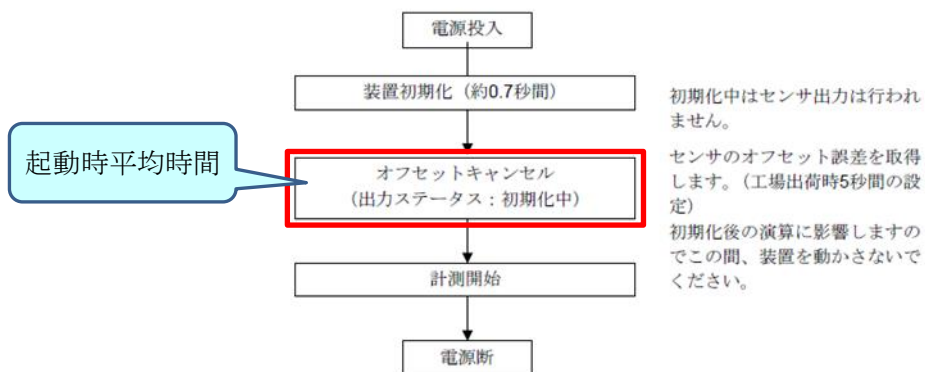 電源投入
装置初期化（約0.7秒間）
初期化中はセンサ出力は行われ
ません。
起動時平均時間
オフセットキャンセル
（出力ステータス：初期化中）
センサのオフセット誤差を取得
します。（工場出荷時5秒間の設
定）
初期化後の演算に影響しますの
でこの間、装置を動かさないで
ください。
計測開始
電源断